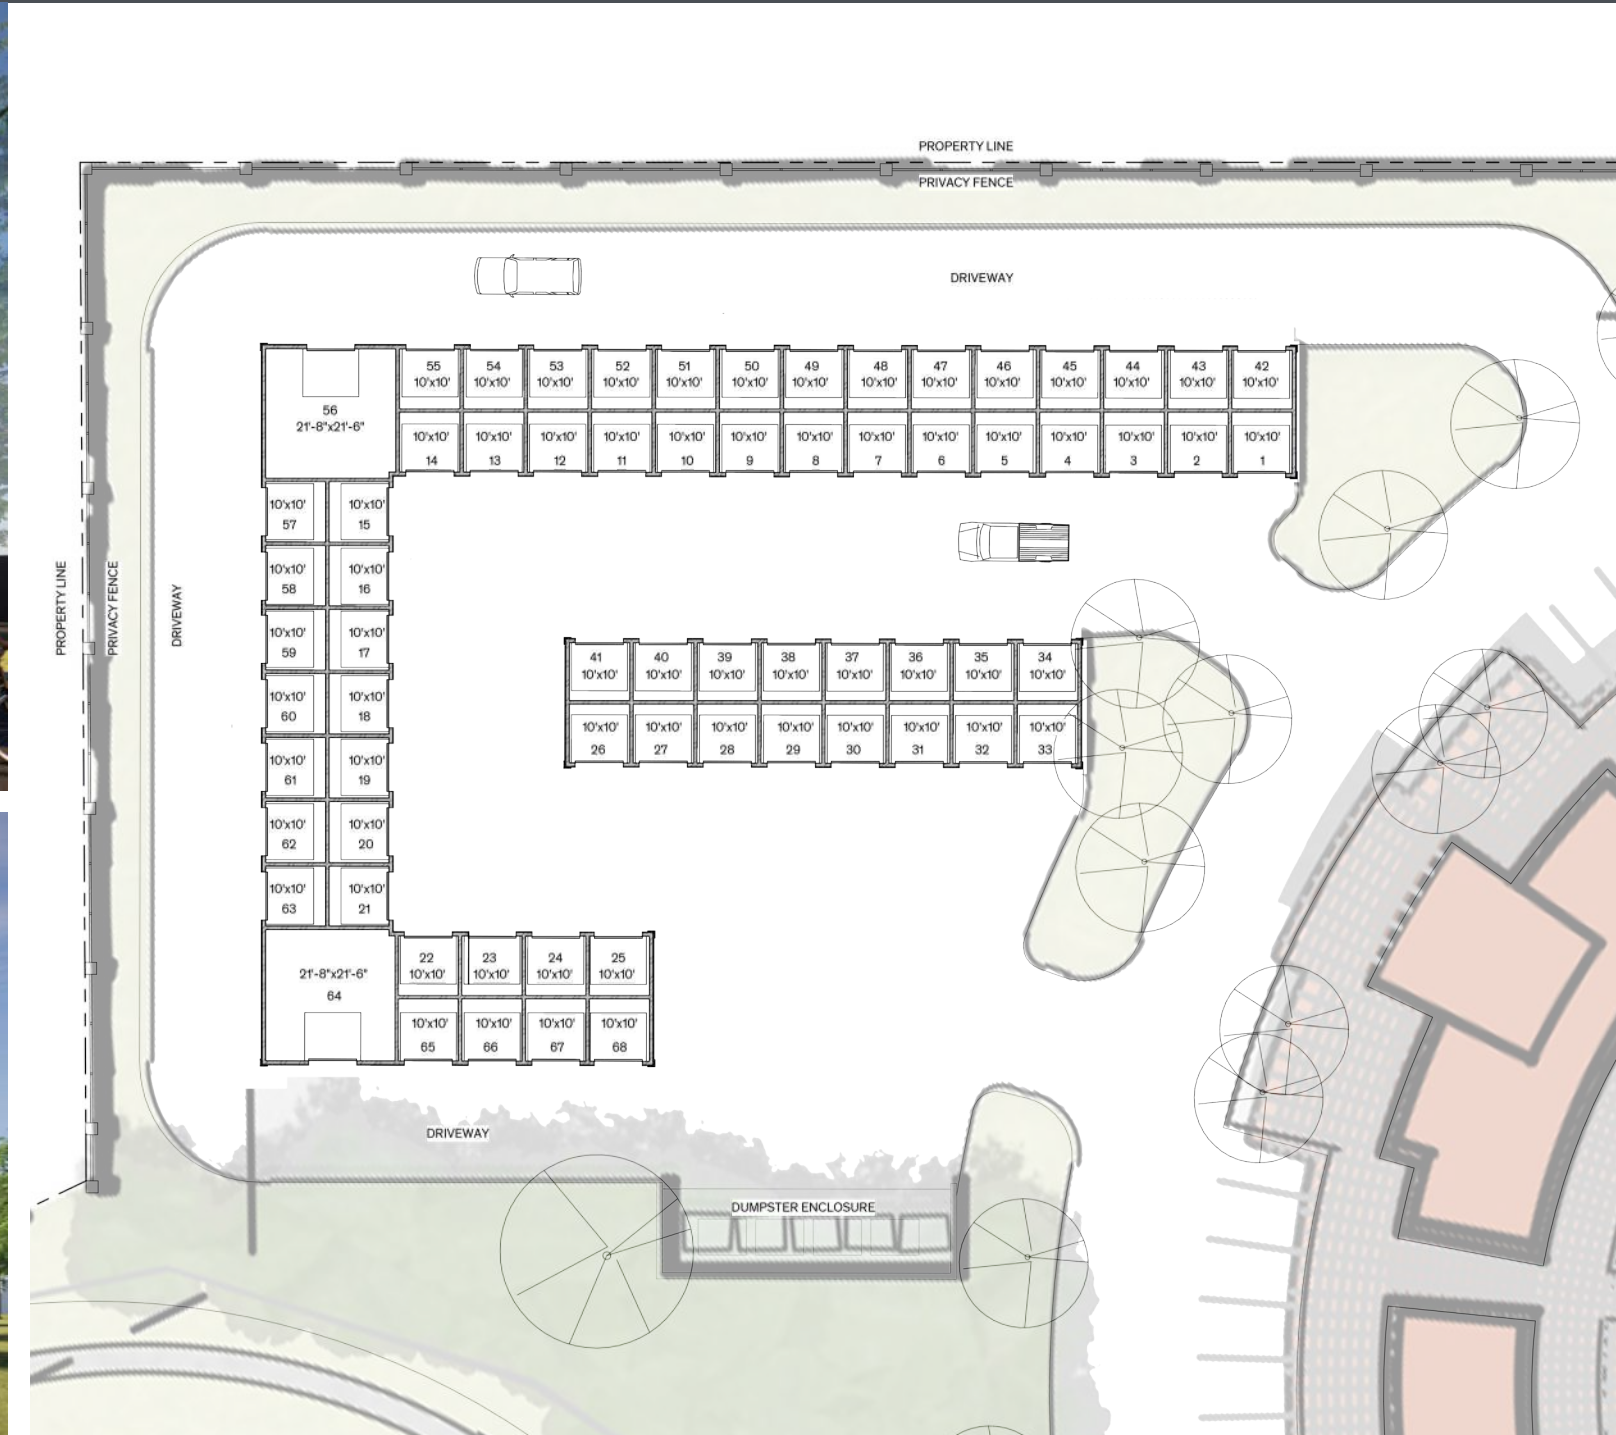 PROPERTY LINE
PRIVACY FENCE
DRIVEWAY
55 54 53 52 51 50 49 48 47 46 45 44 43 42
10'x10' 10'x10' 10'x10' 10'x10' 10'x10' 10'x10' 10'x10' 10'x10' 10'x10' 10'x10' 10'x10' 10'x10' 10'x10' 10'x10'
56
21'-8"x21'-6"
10'x10' 10'x10' 10'x10' 10'x10' 10'x10' 10'x10' 10'x10' 10'x10' 10'x10' 10'x10' 10'x10' 10'x10' 10'x10' 10'x10'
14 13 12 11 10 9 8 7 6 5 4 3 2 1
10'x10' 10'x10'
57 15
10'x10' 10'x10'
58 16
10'x10' 10'x10'
59 17
10'x10' 10'x10'
60 18
10'x10' 10'x10'
61 19
10'x10' 10'x10'
62 20
10'x10' 10'x10'
63 21
PROPERTY LINE
PRIVACY FENCE
DRIVEWAY
41 40 39 38 37 36 35 34
10'x10' 10'x10' 10'x10' 10'x10' 10'x10' 10'x10' 10'x10' 10'x10'
10'x10' 10'x10' 10'x10' 10'x10' 10'x10' 10'x10' 10'x10' 10'x10'
26 27 28 29 30 31 32 33
22 23 24 25
10'x10' 10'x10' 10'x10' 10'x10'
21'-8"x21'-6"
64
10'x10' 10'x10' 10'x10' 10'x10'
65 66 67 68
DRIVEWAY
DUMPSTER ENCLOSURE